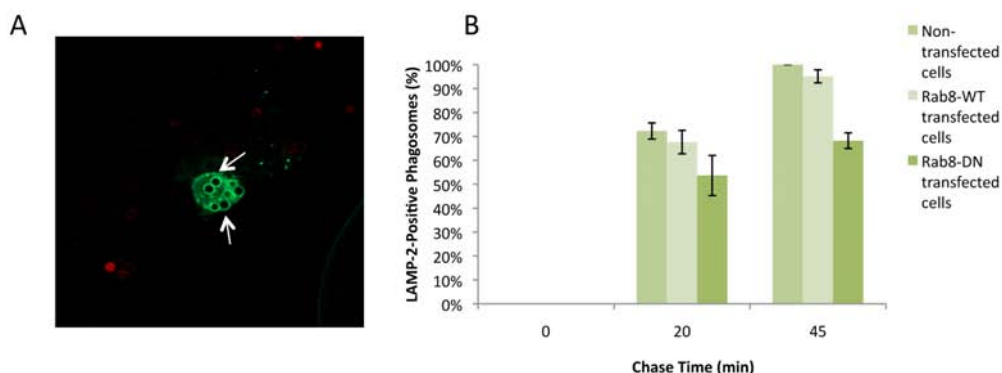 A
B
LAMP-2-Positive Phagosomes (%)
100%
90%
80%
70%
60%
50%
40%
30%
20%
10%
0%
0
20
45
Chase Time (min)
Non-
transfected
cells
Rab8-WT
transfected
cells
Rab8-DN
transfected
cells